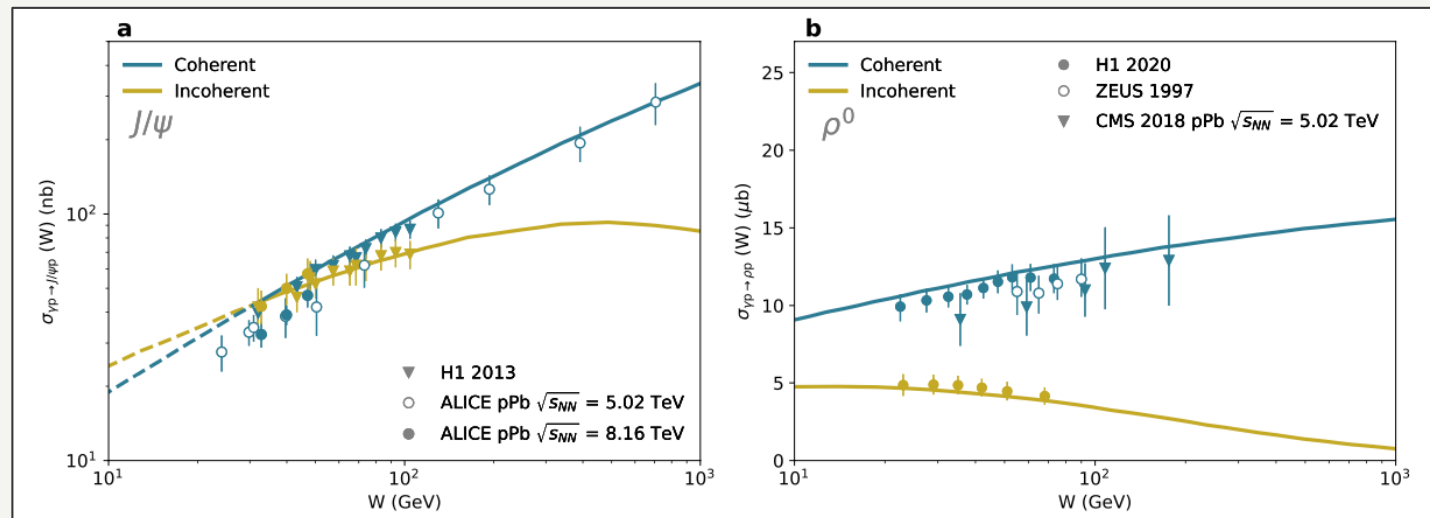 a
Coherent
Incoherent
J/ψ
H1 2013
ALICE pPb √sNN = 5.02 TeV
ALICE pPb √sNN = 8.16 TeV
σγp→J/ψp (W) (nb)
10²
10¹
10¹ 10² 10³
W (GeV)
b
Coherent
Incoherent
ρ⁰
H1 2020
ZEUS 1997
CMS 2018 pPb √sNN = 5.02 TeV
σγp→ρp (W) (μb)
25
20
15
10
5
0
10¹ 10² 10³
W (GeV)